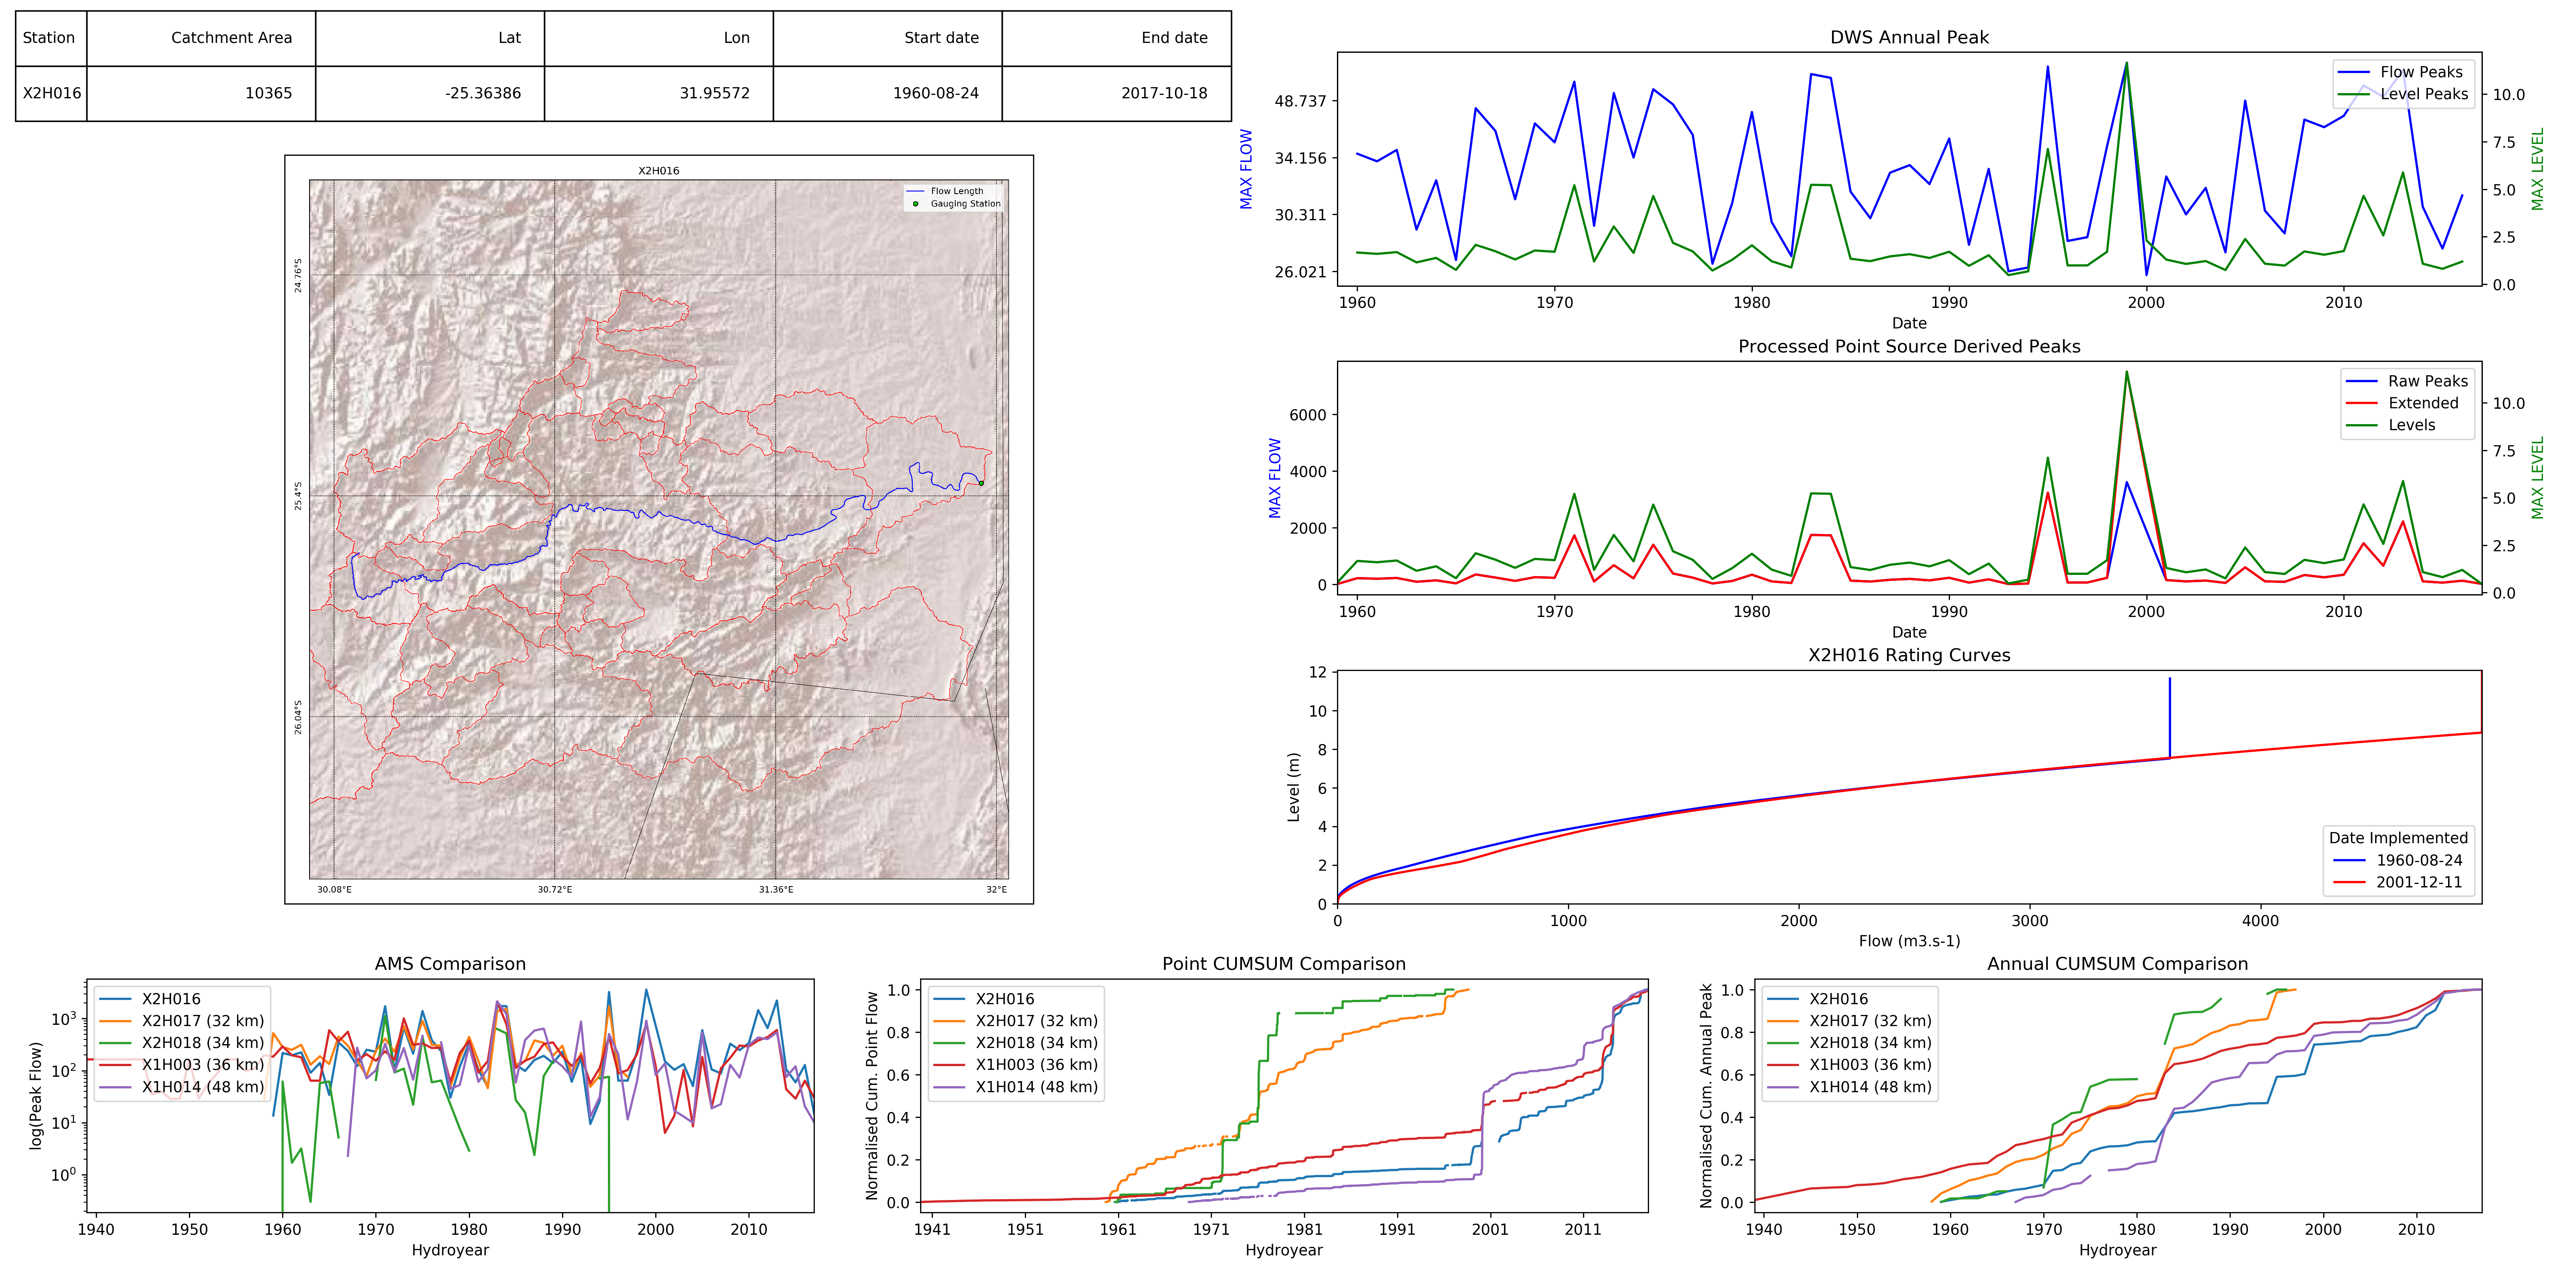 Station Catchment Area Lat Lon Start date End date
X2H016 10365 -25.36386 31.95572 1960-08-24 2017-10-18
X2H016
Flow Length
Gauging Station
24.76°S
25.4°S
26.04°S
30.08°E 30.72°E 31.36°E 32°E
DWS Annual Peak
Flow Peaks
Level Peaks
MAX FLOW
48.737
34.156
30.311
26.021
MAX LEVEL
10.0
7.5
5.0
2.5
0.0
1960 1970 1980 1990 2000 2010
Date
Processed Point Source Derived Peaks
Raw Peaks
Extended
Levels
MAX FLOW
6000
4000
2000
0
MAX LEVEL
10.0
7.5
5.0
2.5
0.0
1960 1970 1980 1990 2000 2010
Date
X2H016 Rating Curves
Level (m)
12
10
8
6
4
2
0
Date Implemented
1960-08-24
2001-12-11
0 1000 2000 3000 4000
Flow (m3.s-1)
AMS Comparison
X2H016
X2H017 (32 km)
X2H018 (34 km)
X1H003 (36 km)
X1H014 (48 km)
log(Peak Flow)
10³
10²
10¹
10⁰
1940 1950 1960 1970 1980 1990 2000 2010
Hydroyear
Point CUMSUM Comparison
X2H016
X2H017 (32 km)
X2H018 (34 km)
X1H003 (36 km)
X1H014 (48 km)
Normalised Cum. Point Flow
1.0
0.8
0.6
0.4
0.2
0.0
1941 1951 1961 1971 1981 1991 2001 2011
Hydroyear
Annual CUMSUM Comparison
X2H016
X2H017 (32 km)
X2H018 (34 km)
X1H003 (36 km)
X1H014 (48 km)
Normalised Cum. Annual Peak
1.0
0.8
0.6
0.4
0.2
0.0
1940 1950 1960 1970 1980 1990 2000 2010
Hydroyear